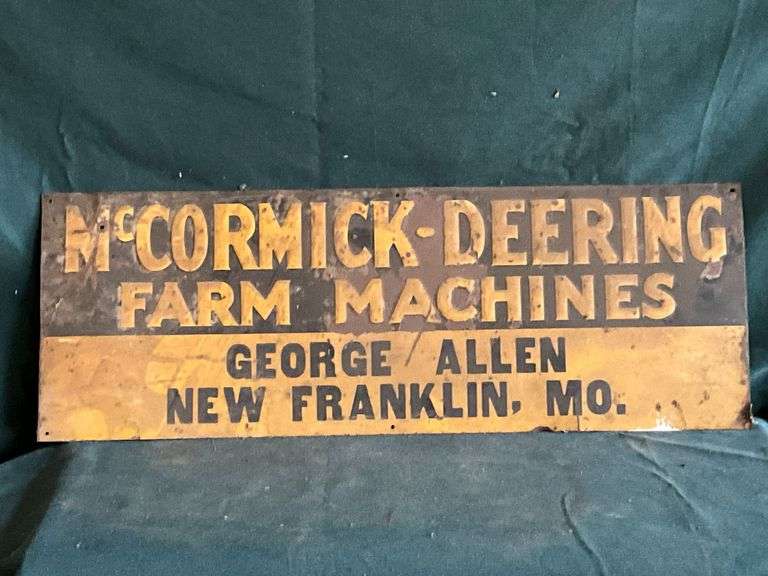 McCORMICK-DEERING
FARM MACHINES
GEORGE ALLEN
NEW FRANKLIN, MO.